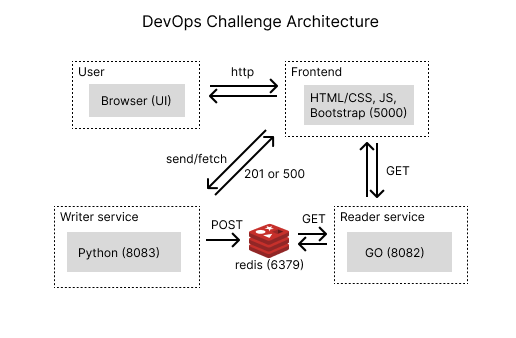 DevOps Challenge Architecture
User
http
Frontend
Browser (UI)
HTML/CSS, JS,
Bootstrap (5000)
send/fetch
201 or 500
GET
Writer service
POST
GET
Reader service
Python (8083)
GO (8082)
redis (6379)